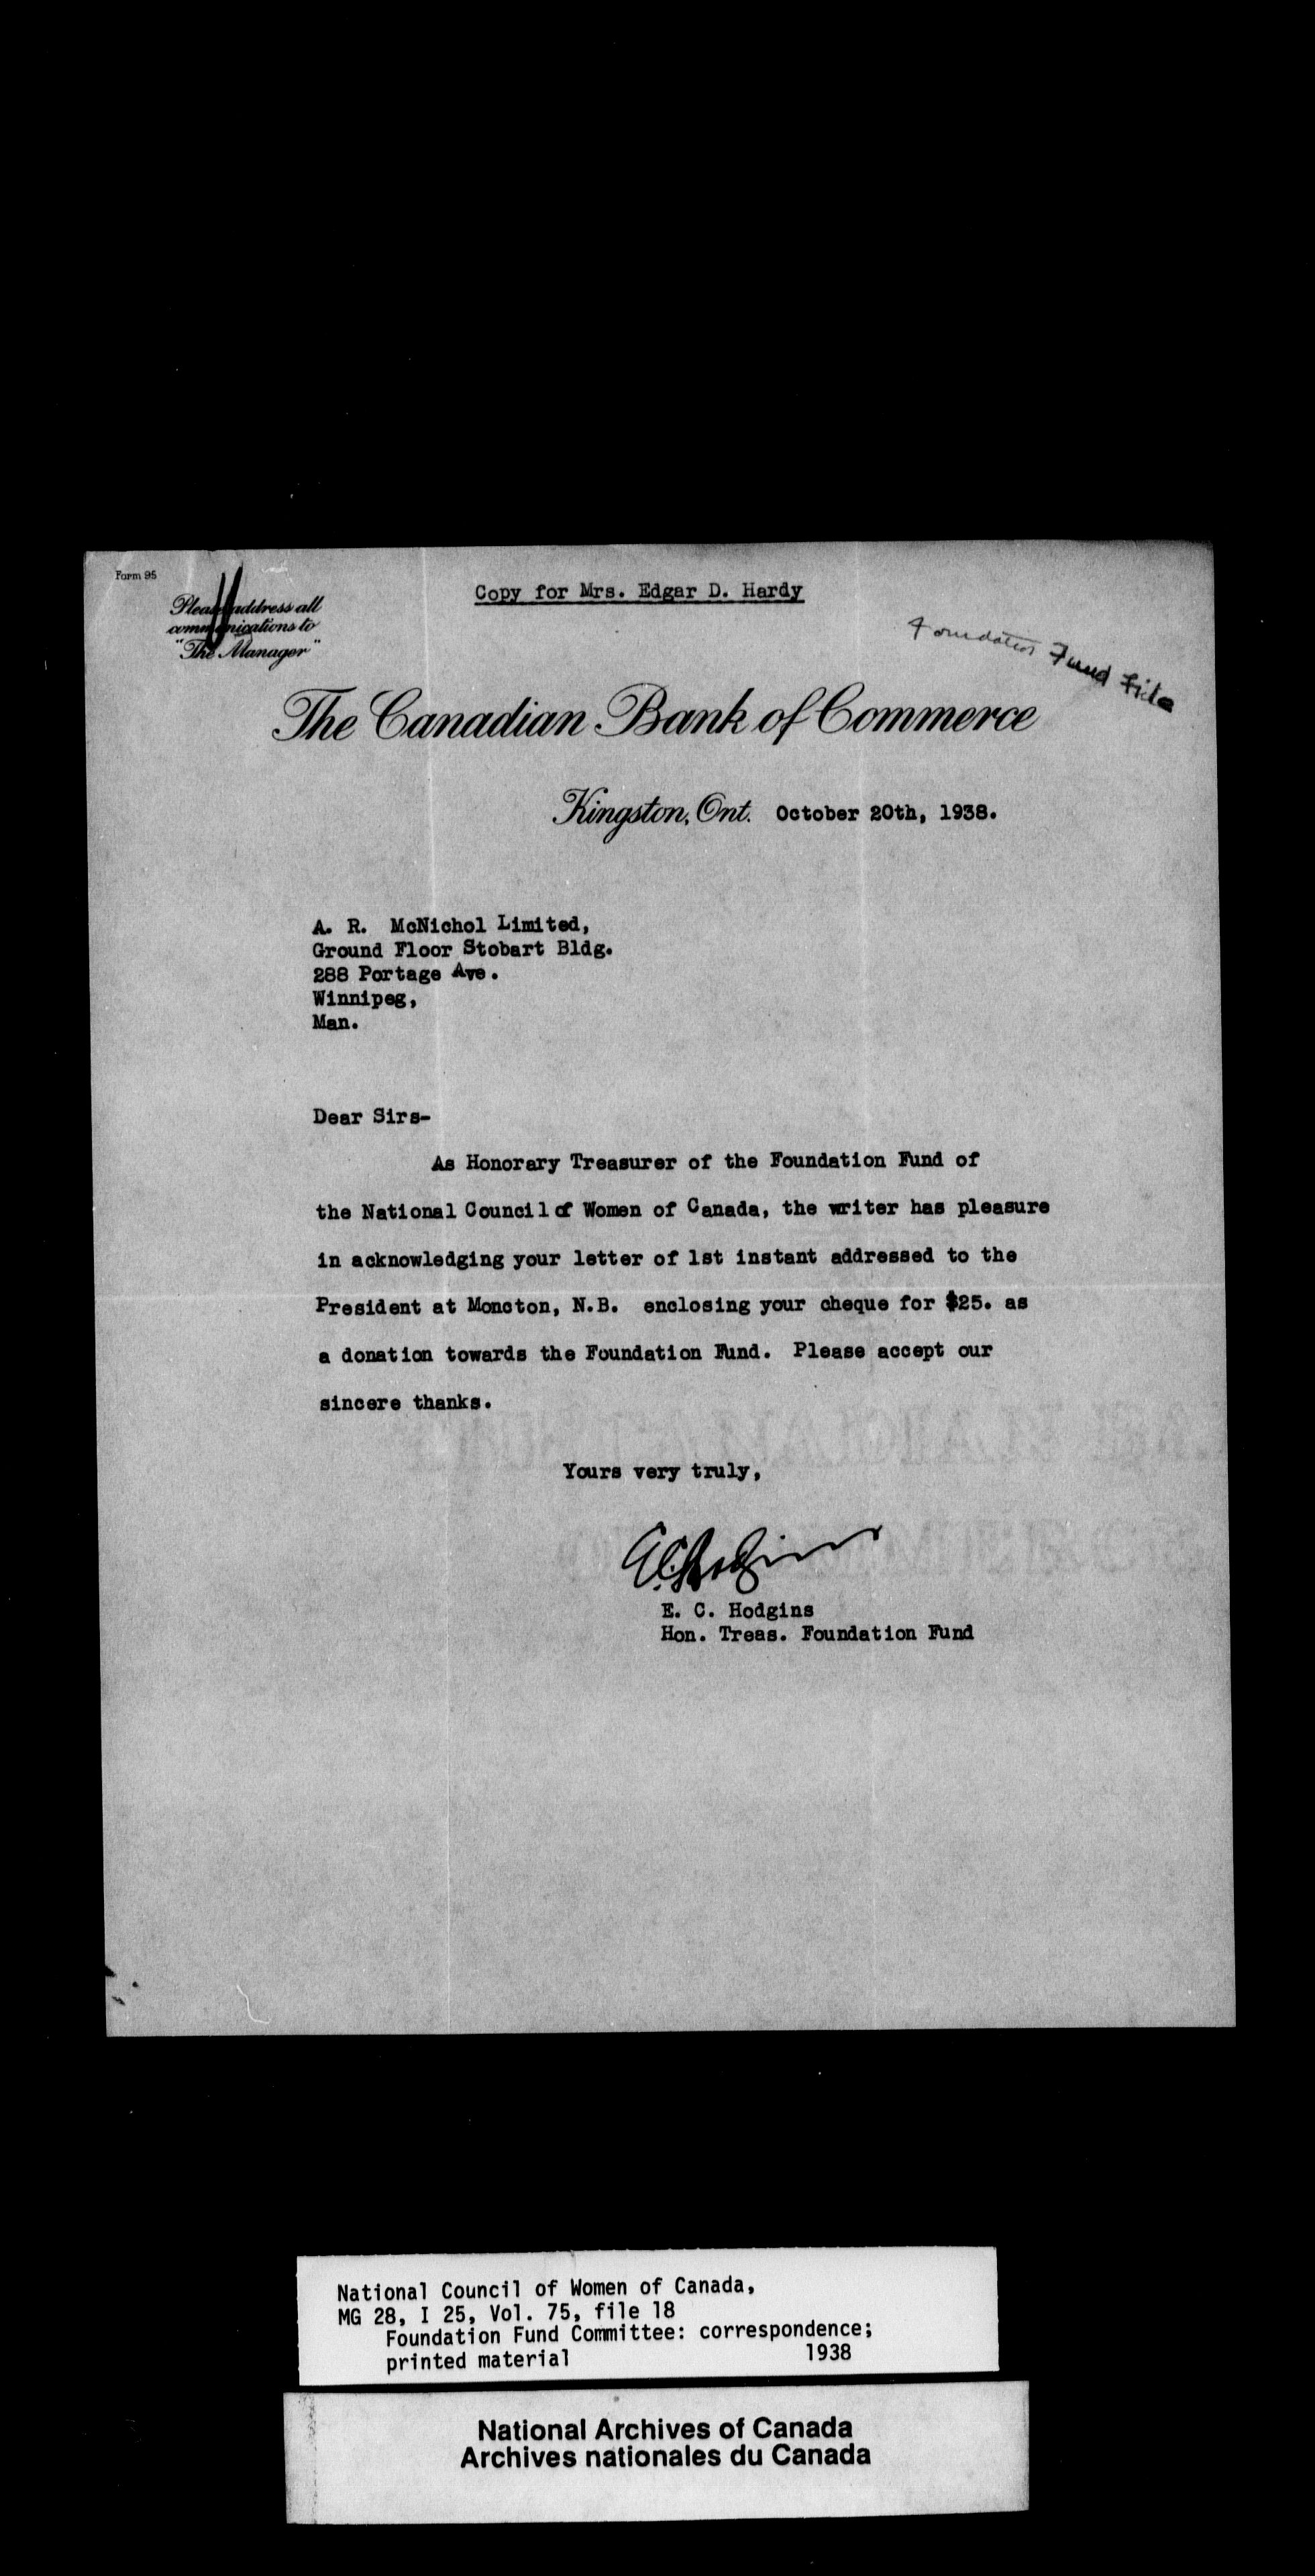 Form 95
Please address all
communications to
"The Manager"
Copy for Mrs. Edgar D. Hardy
Foundation Fund file
The Canadian Bank of Commerce
Kingston, Ont. October 20th, 1938.
A. R. McNichol Limited,
Ground Floor Stobart Bldg.
288 Portage Ave.
Winnipeg,
Man.
Dear Sirs-
As Honorary Treasurer of the Foundation Fund of
the National Council of Women of Canada, the writer has pleasure
in acknowledging your letter of 1st instant addressed to the
President at Moncton, N.B. enclosing your cheque for $25. as
a donation towards the Foundation Fund. Please accept our
sincere thanks.
Yours very truly,
E. C. Hodgins
E. C. Hodgins
Hon. Treas. Foundation Fund
National Council of Women of Canada,
MG 28, I 25, Vol. 75, file 18
Foundation Fund Committee: correspondence;
printed material 1938
National Archives of Canada
Archives nationales du Canada